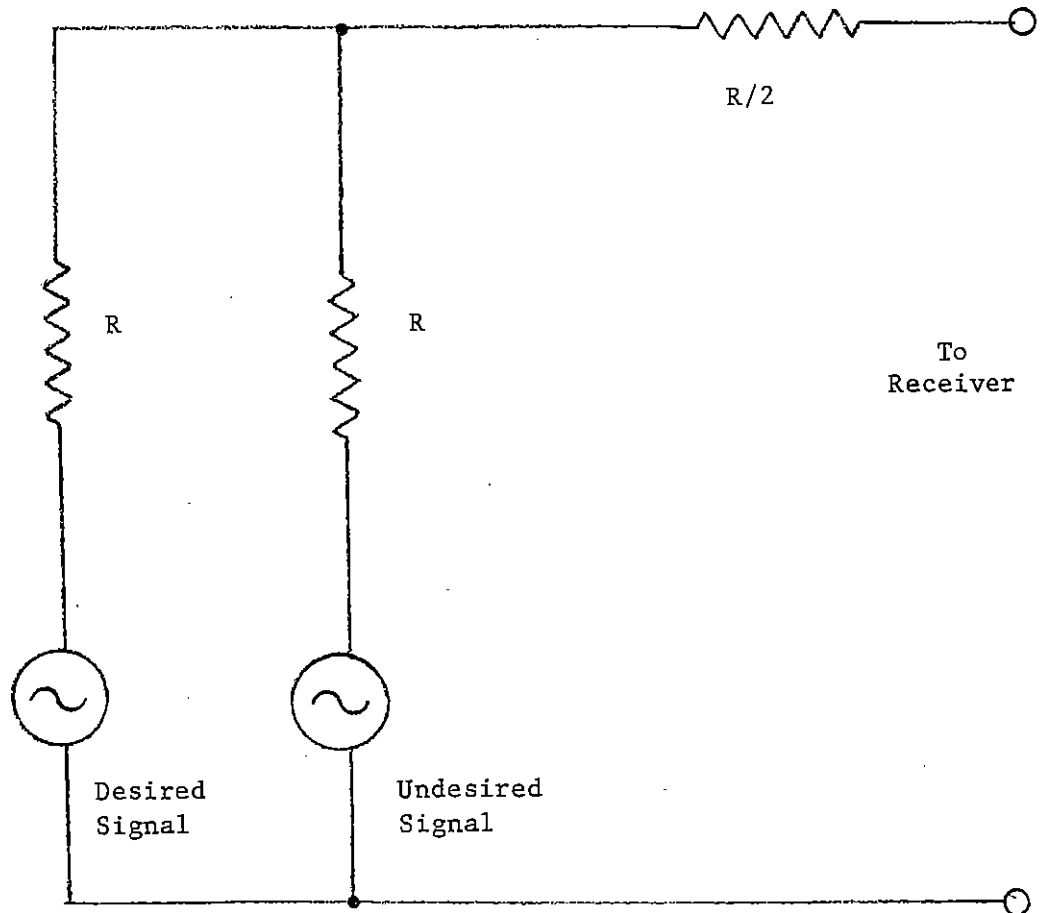 R/2
R
R
To
Receiver
Desired
Signal
Undesired
Signal